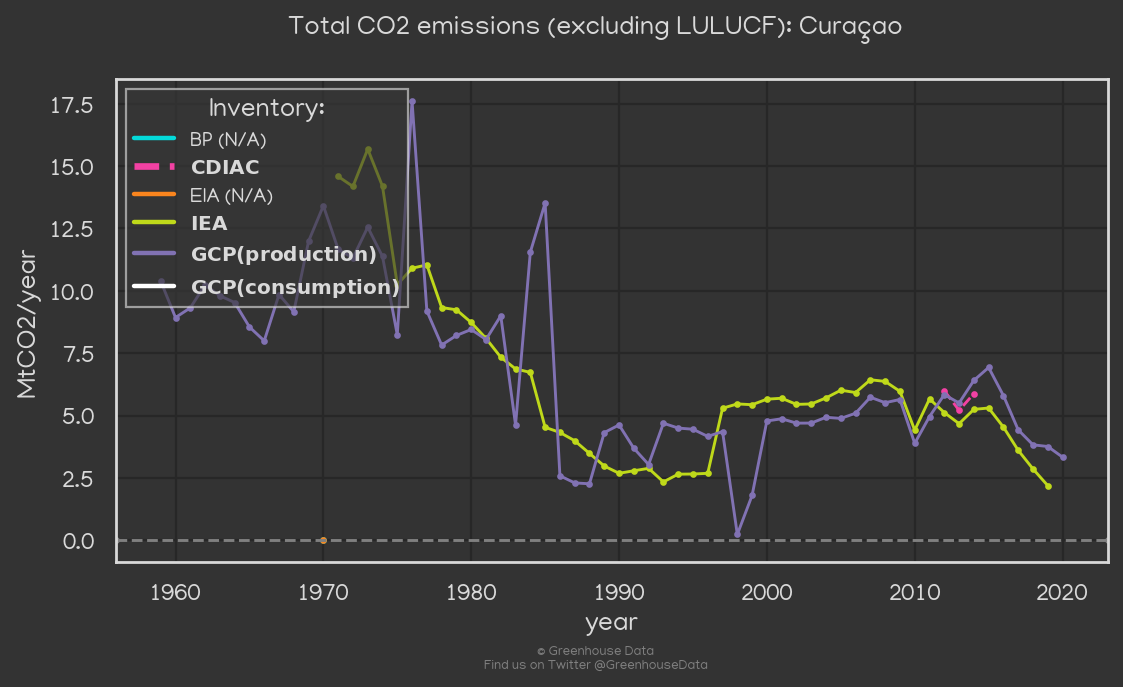 Total CO2 emissions (excluding LULUCF): Curaçao
Inventory:
BP (N/A)
CDIAC
EIA (N/A)
IEA
GCP(production)
GCP(consumption)
MtCO2/year
17.5
15.0
12.5
10.0
7.5
5.0
2.5
0.0
1960 1970 1980 1990 2000 2010 2020
year
© Greenhouse Data
Find us on Twitter @GreenhouseData